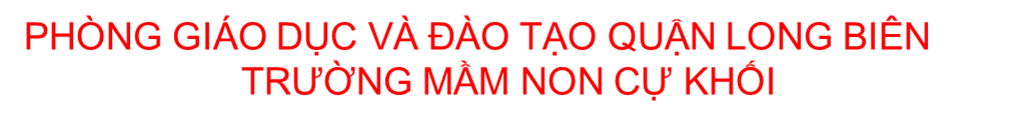 PHÒNG GIÁO DỤC VÀ ĐÀO TẠO QUẬN LONG BIÊN
TRƯỜNG MẦM NON CỰ KHỐI